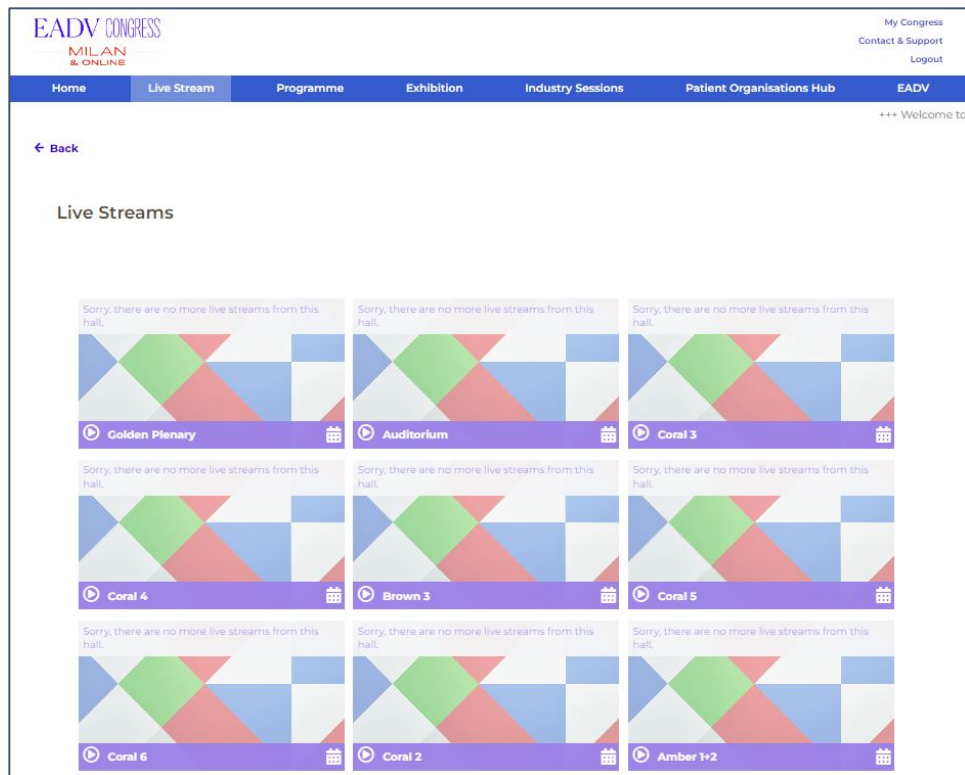 EADV CONGRESS
MILAN
& ONLINE
My Congress
Contact & Support
Logout
Home Live Stream Programme Exhibition Industry Sessions Patient Organisations Hub EADV
+++ Welcome to
← Back
Live Streams
Sorry, there are no more live streams from this
hall.
Golden Plenary
Sorry, there are no more live streams from this
hall.
Auditorium
Sorry, there are no more live streams from this
hall.
Coral 3
Sorry, there are no more live streams from this
hall.
Coral 4
Sorry, there are no more live streams from this
hall.
Brown 3
Sorry, there are no more live streams from this
hall.
Coral 5
Sorry, there are no more live streams from this
hall.
Coral 6
Sorry, there are no more live streams from this
hall.
Coral 2
Sorry, there are no more live streams from this
hall.
Amber 1+2